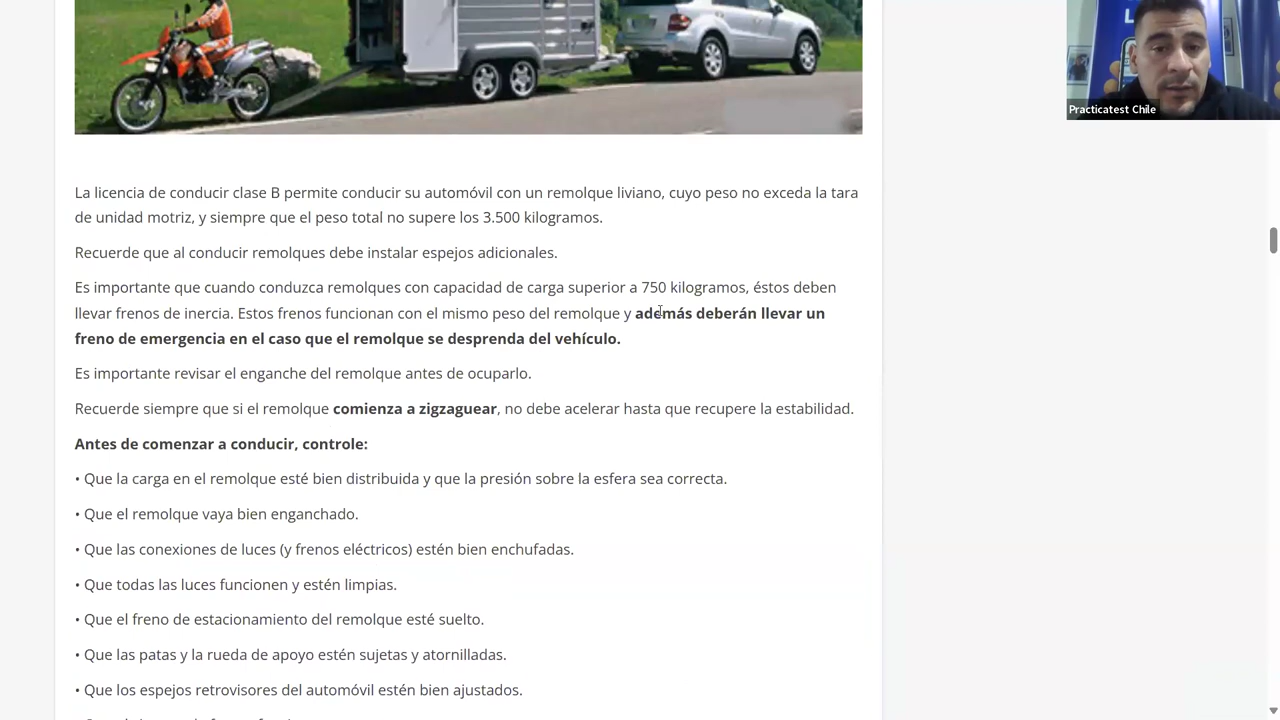 Practicatest Chile
La licencia de conducir clase B permite conducir su automóvil con un remolque liviano, cuyo peso no exceda la tara
de unidad motriz, y siempre que el peso total no supere los 3.500 kilogramos.
Recuerde que al conducir remolques debe instalar espejos adicionales.
Es importante que cuando conduzca remolques con capacidad de carga superior a 750 kilogramos, éstos deben
llevar frenos de inercia. Estos frenos funcionan con el mismo peso del remolque y además deberán llevar un
freno de emergencia en el caso que el remolque se desprenda del vehículo.
Es importante revisar el enganche del remolque antes de ocuparlo.
Recuerde siempre que si el remolque comienza a zigzaguear, no debe acelerar hasta que recupere la estabilidad.
Antes de comenzar a conducir, controle:
• Que la carga en el remolque esté bien distribuida y que la presión sobre la esfera sea correcta.
• Que el remolque vaya bien enganchado.
• Que las conexiones de luces (y frenos eléctricos) estén bien enchufadas.
• Que todas las luces funcionen y estén limpias.
• Que el freno de estacionamiento del remolque esté suelto.
• Que las patas y la rueda de apoyo estén sujetas y atornilladas.
• Que los espejos retrovisores del automóvil estén bien ajustados.